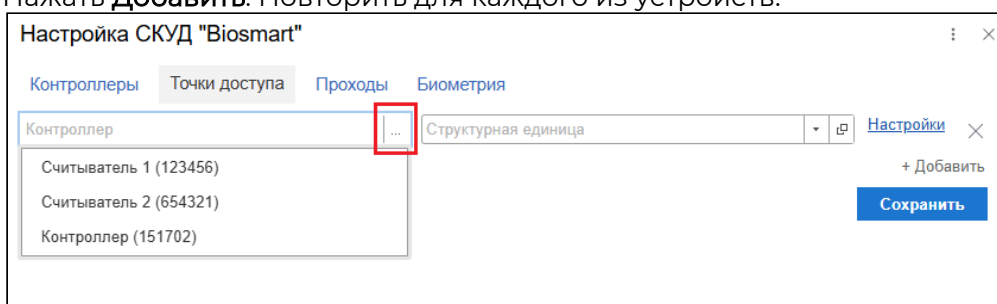 Нажать Добавить. Повторить для каждого из устройств.
Настройка СКУД "Biosmart"
Контроллеры Точки доступа Проходы Биометрия
Контроллер ... Структурная единица Настройки
Считыватель 1 (123456)
+ Добавить
Считыватель 2 (654321)
Сохранить
Контроллер (151702)